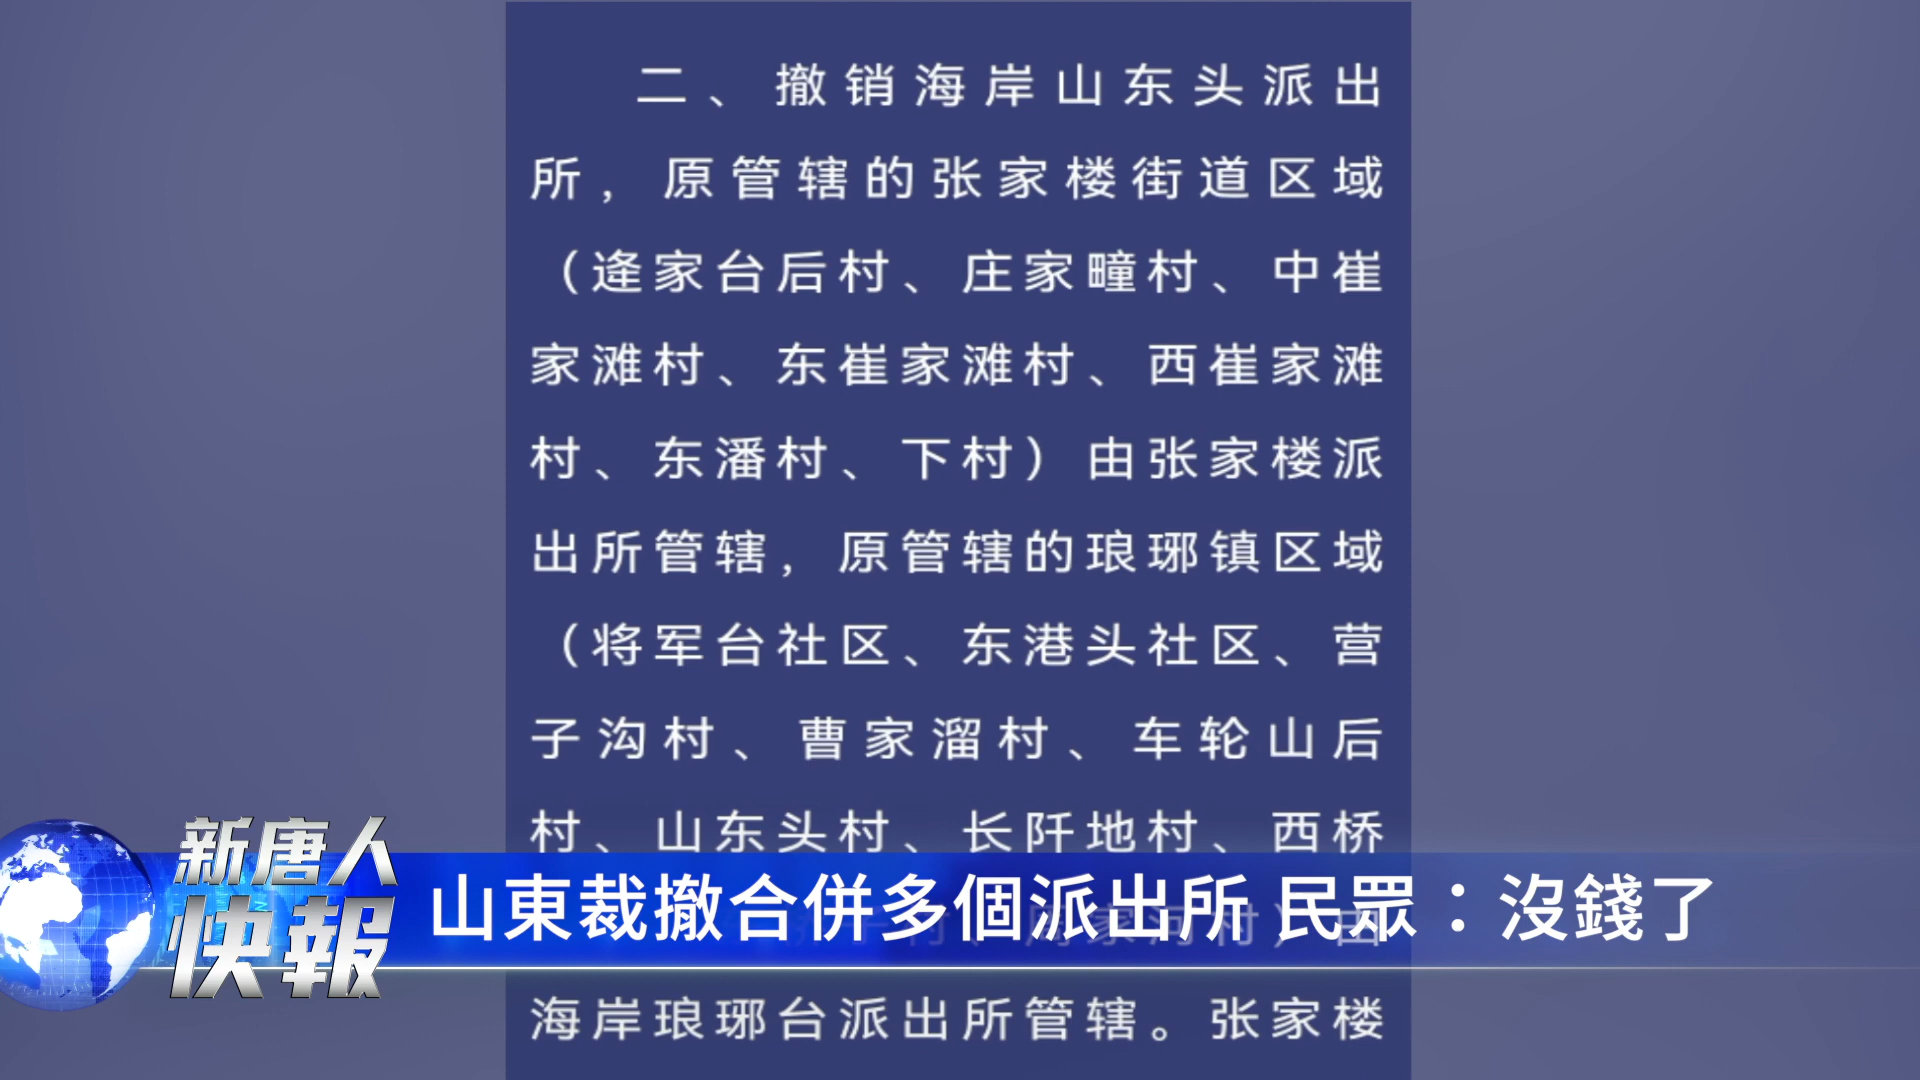 二、撤销海岸山东头派出
所，原管辖的张家楼街道区域
（逄家台后村、庄家疃村、中崔
家滩村、东崔家滩村、西崔家滩
村、东潘村、下村）由张家楼派
出所管辖，原管辖的琅琊镇区域
（将军台社区、东港头社区、营
子沟村、曹家溜村、车轮山后
村、山东头村、长阡地村、西桥
子村、周家河村）由
海岸琅琊台派出所管辖。张家楼
新唐人
快報
山東裁撤合併多個派出所 民眾：沒錢了